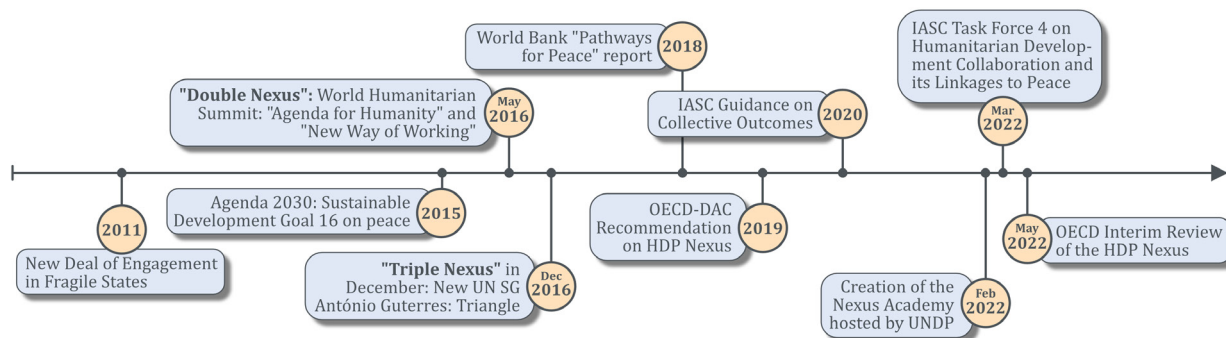 2011
New Deal of Engagement
in Fragile States
Agenda 2030: Sustainable
Development Goal 16 on peace
2015
"Double Nexus": World Humanitarian
Summit: "Agenda for Humanity" and
"New Way of Working"
May
2016
"Triple Nexus" in
December: New UN SG
António Guterres: Triangle
Dec
2016
World Bank "Pathways
for Peace" report
2018
OECD-DAC
Recommendation
on HDP Nexus
2019
IASC Guidance on
Collective Outcomes
2020
Creation of the
Nexus Academy
hosted by UNDP
Feb
2022
IASC Task Force 4 on
Humanitarian Develop-
ment Collaboration and
its Linkages to Peace
Mar
2022
May
2022
OECD Interim Review
of the HDP Nexus